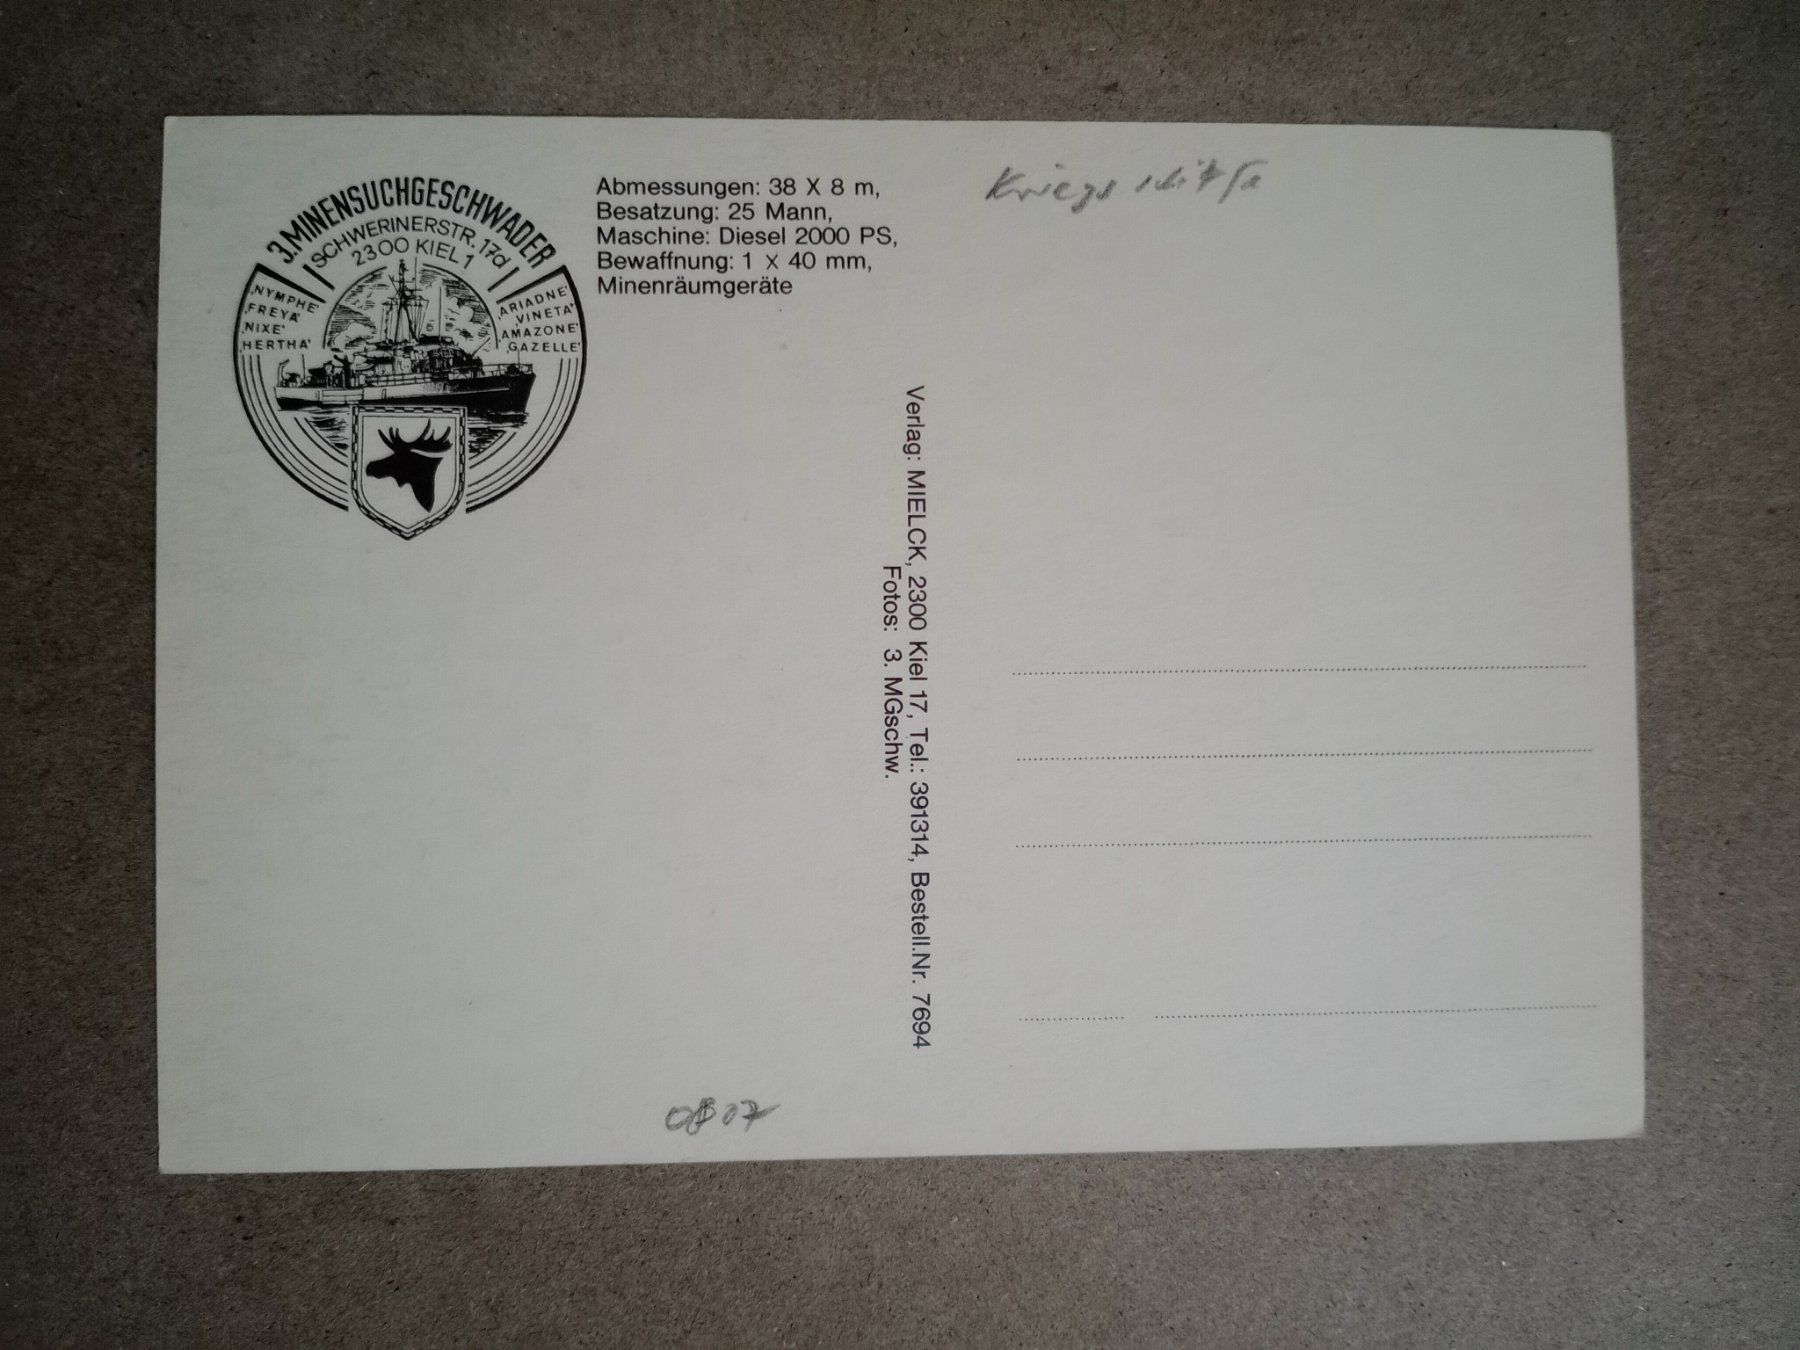 3. MINENSUCHGESCHWADER
SCHWERINERSTR. 17d
2300 KIEL 1
‚NYMPHE‘
‚FREYA‘
‚NIXE‘
‚HERTHA‘
‚ARIADNE‘
‚VINETA‘
‚AMAZONE‘
‚GAZELLE‘
Abmessungen: 38 X 8 m,
Besatzung: 25 Mann,
Maschine: Diesel 2000 PS,
Bewaffnung: 1 x 40 mm,
Minenräumgeräte
Verlag: MIELCK, 2300 Kiel 17, Tel.: 391314, Bestell.Nr. 7694
Fotos: 3. MGschw.
Kriegsschiffe